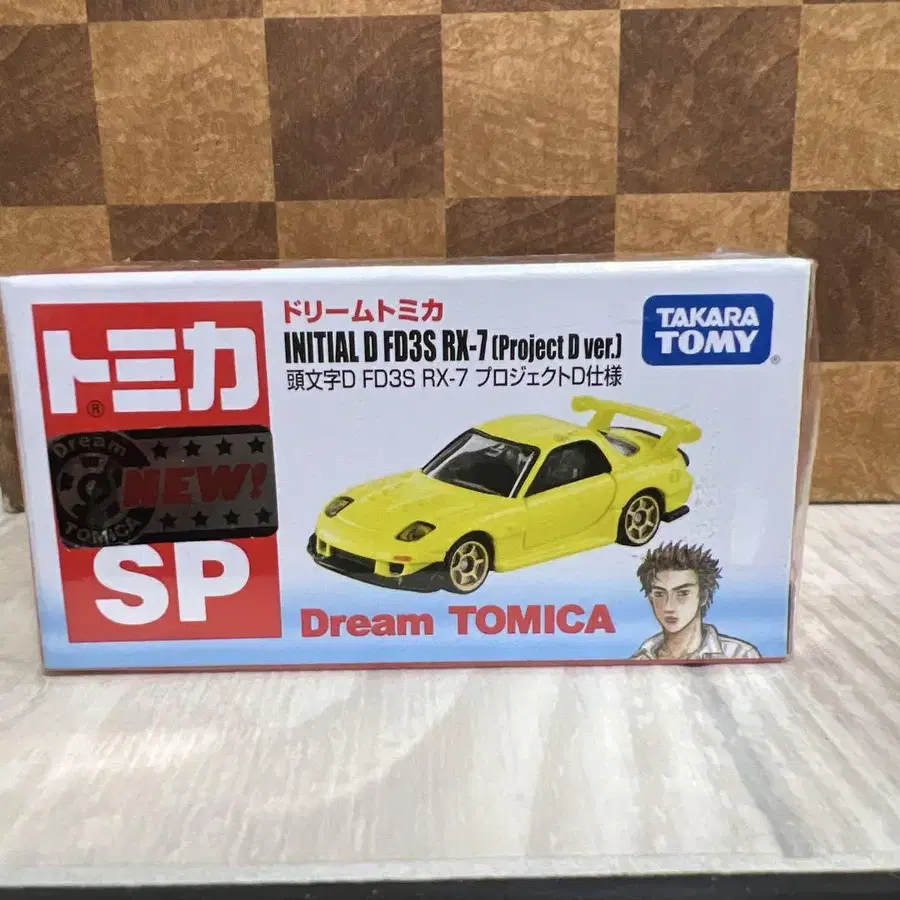 トミカ
®
Dream
NEW!
TOMICA
SP
ドリームトミカ
INITIAL D FD3S RX-7 (Project D ver.)
頭文字D FD3S RX-7 プロジェクトD仕様
TAKARA
TOMY
®
Dream TOMICA